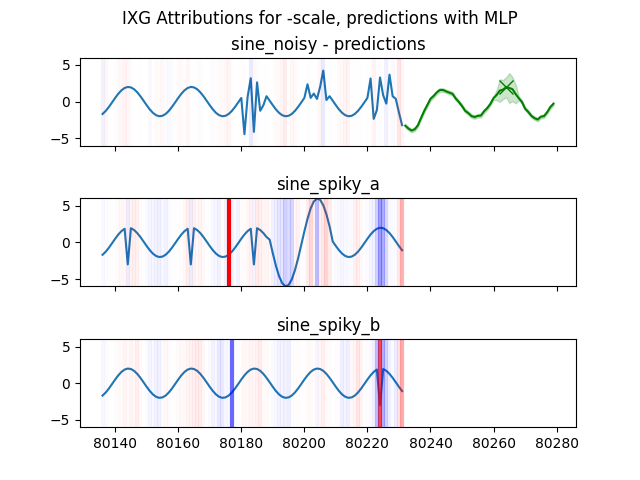 IXG Attributions for -scale, predictions with MLP
sine_noisy - predictions
5
0
−5
sine_spiky_a
5
0
−5
sine_spiky_b
5
0
−5
80140 80160 80180 80200 80220 80240 80260 80280